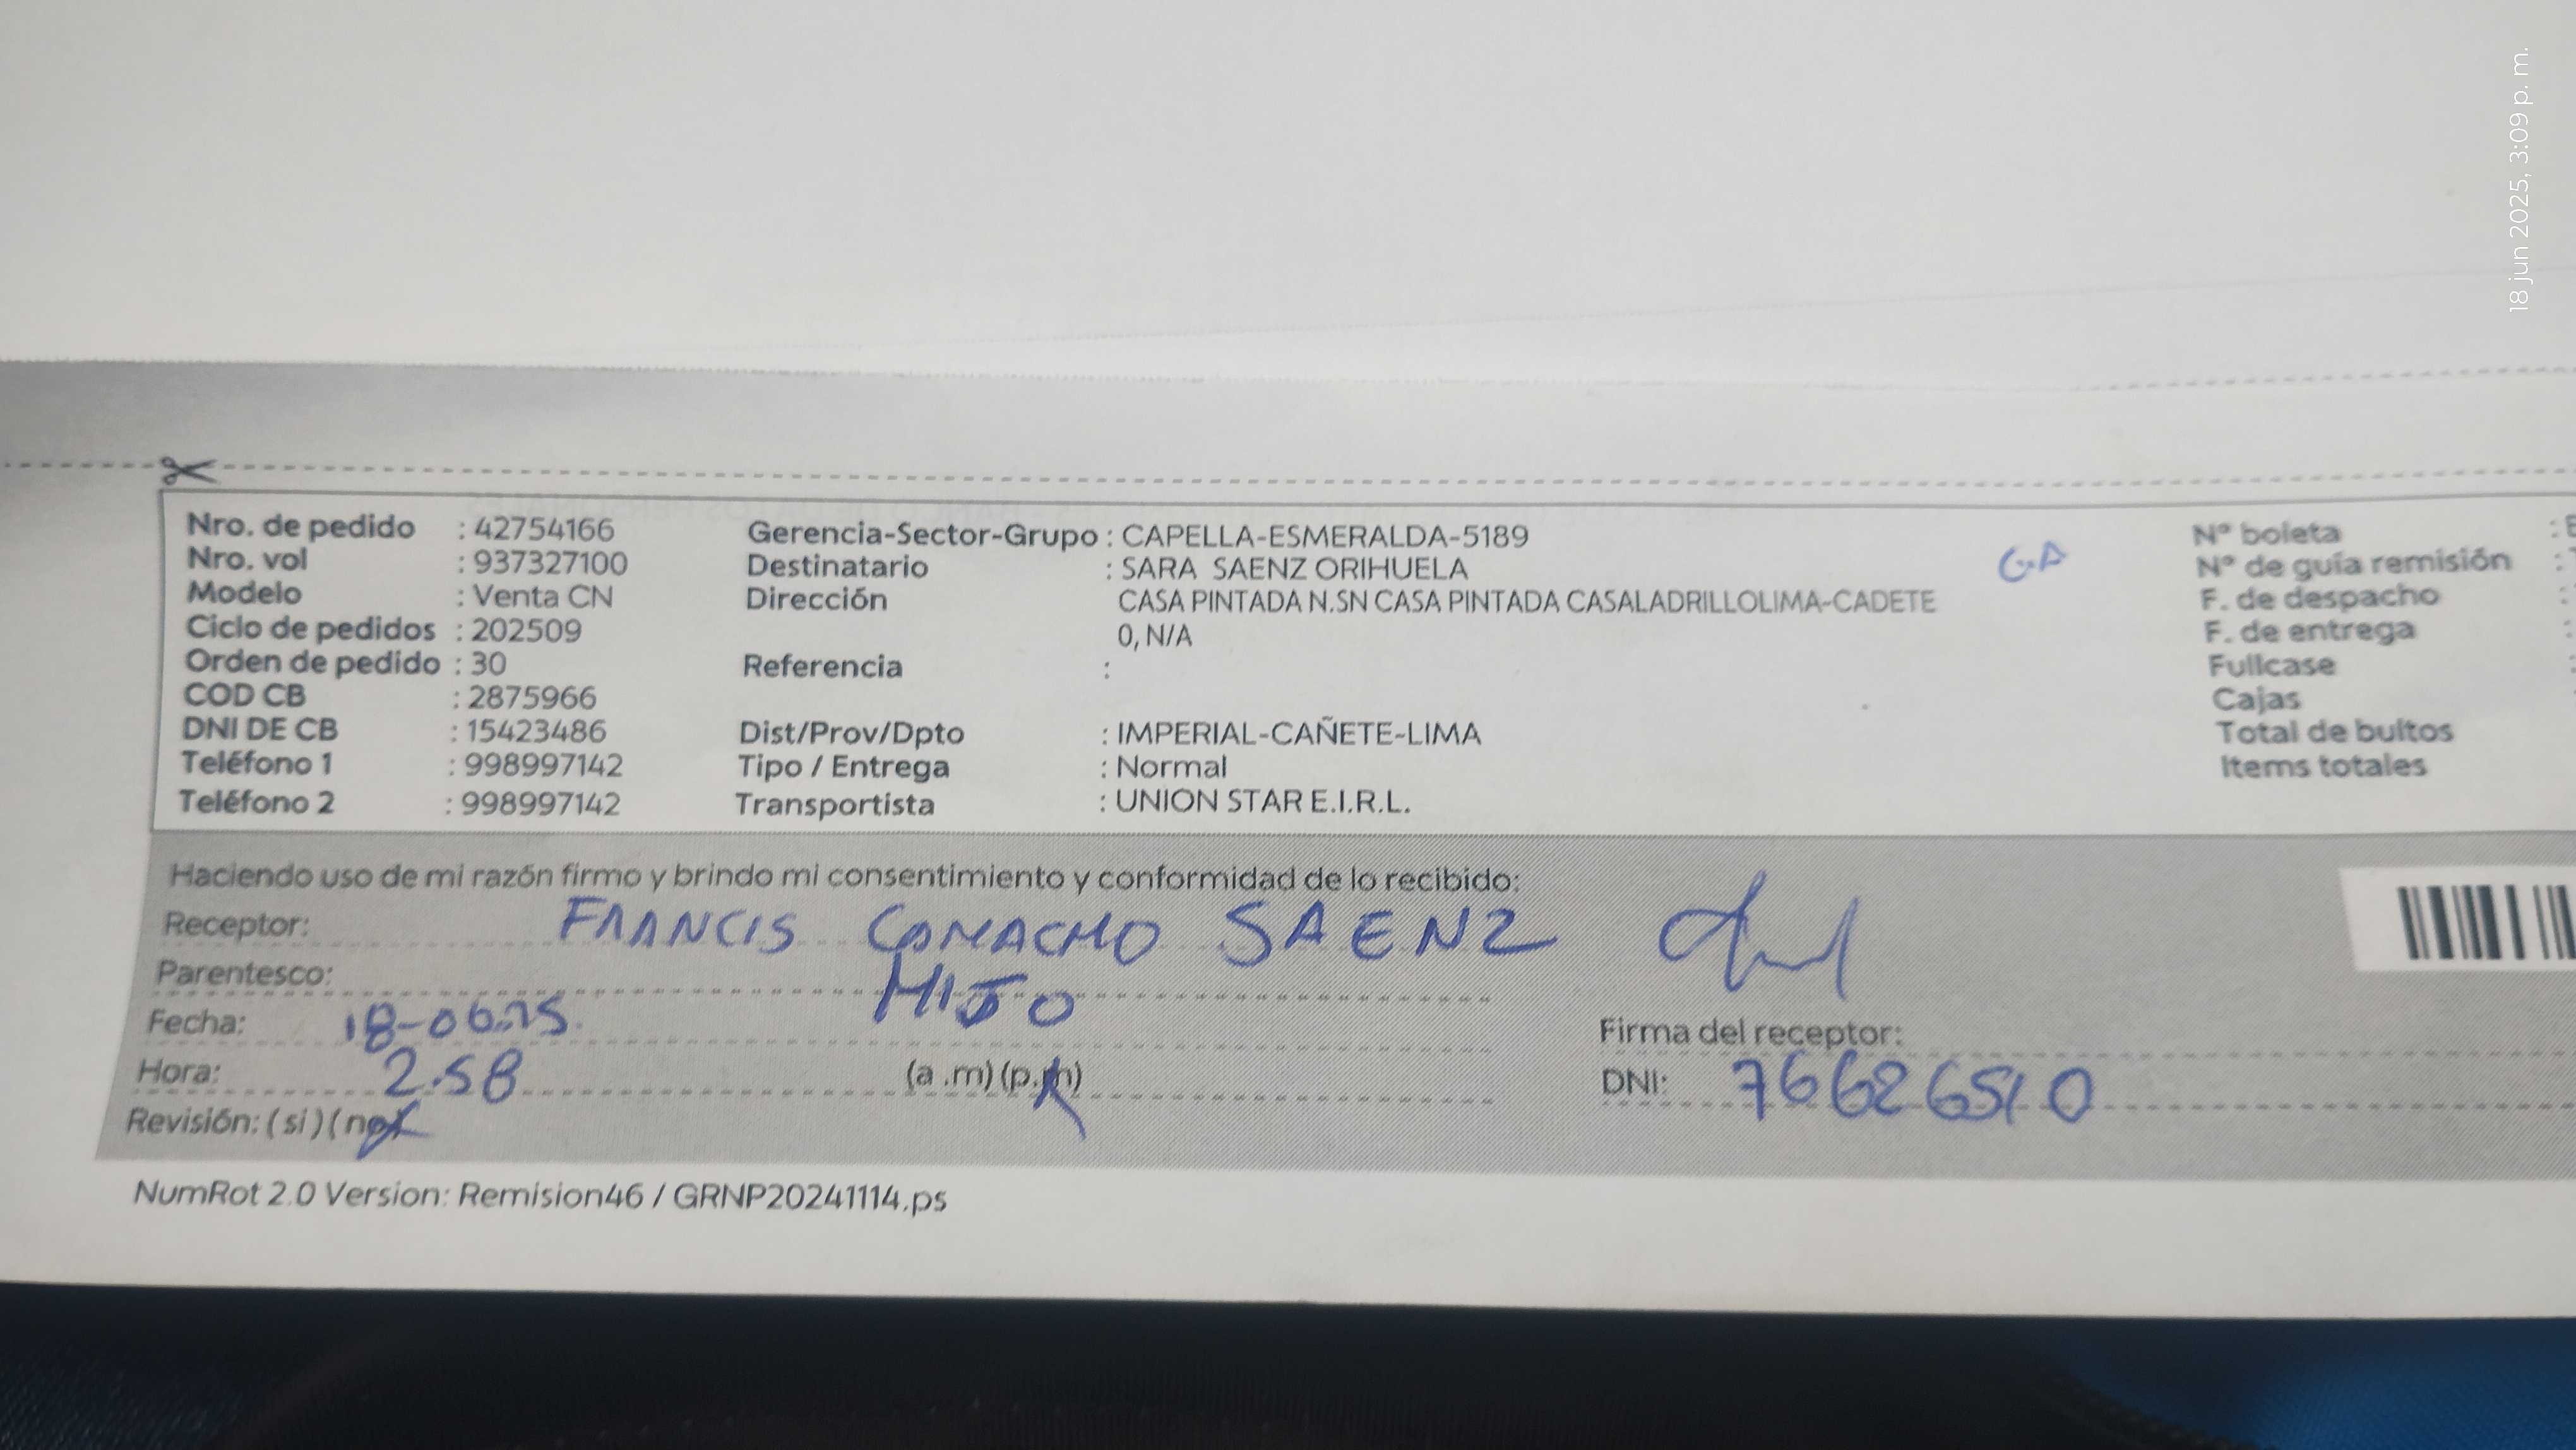 18 jun 2025, 3:09 p. m.
Nro. de pedido : 42754166
Nro. vol : 937327100
Modelo : Venta CN
Ciclo de pedidos : 202509
Orden de pedido : 30
COD CB : 2875966
DNI DE CB : 15423486
Teléfono 1 : 998997142
Teléfono 2 : 998997142
Gerencia-Sector-Grupo : CAPELLA-ESMERALDA-5189
Destinatario : SARA SAENZ ORIHUELA
Dirección CASA PINTADA N.SN CASA PINTADA CASALADRILLOLIMA-CADETE
0, N/A
Referencia :
Dist/Prov/Dpto : IMPERIAL-CAÑETE-LIMA
Tipo / Entrega : Normal
Transportista : UNION STAR E.I.R.L.
Nº boleta :
Nº de guía remisión :
F. de despacho :
F. de entrega :
Fullcase :
Cajas
Total de bultos
Items totales
Haciendo uso de mi razón firmo y brindo mi consentimiento y conformidad de lo recibido:
Receptor: FRANCIS CAMACHO SAENZ
Parentesco: HIJO
Fecha: 18-06.25.
Hora: 2.58 (a .m) (p.m)
Revisión: ( si ) ( no)
Firma del receptor:
DNI:
NumRot 2.0 Version: Remision46 / GRNP20241114.ps